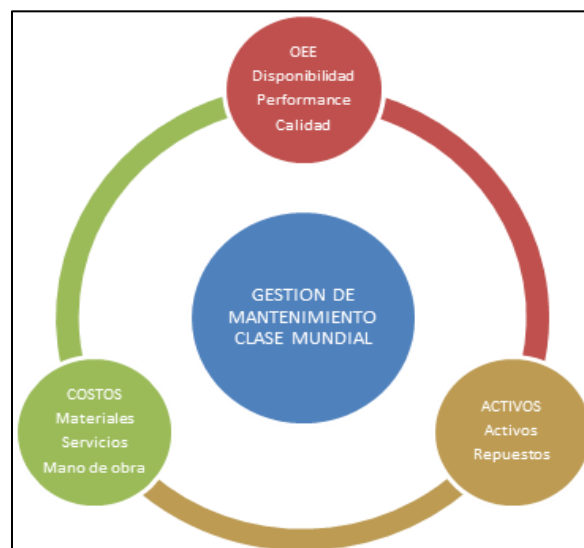 OEE
Disponibilidad
Performance
Calidad
GESTION DE
MANTENIMIENTO
CLASE MUNDIAL
COSTOS
Materiales
Servicios
Mano de obra
ACTIVOS
Activos
Repuestos